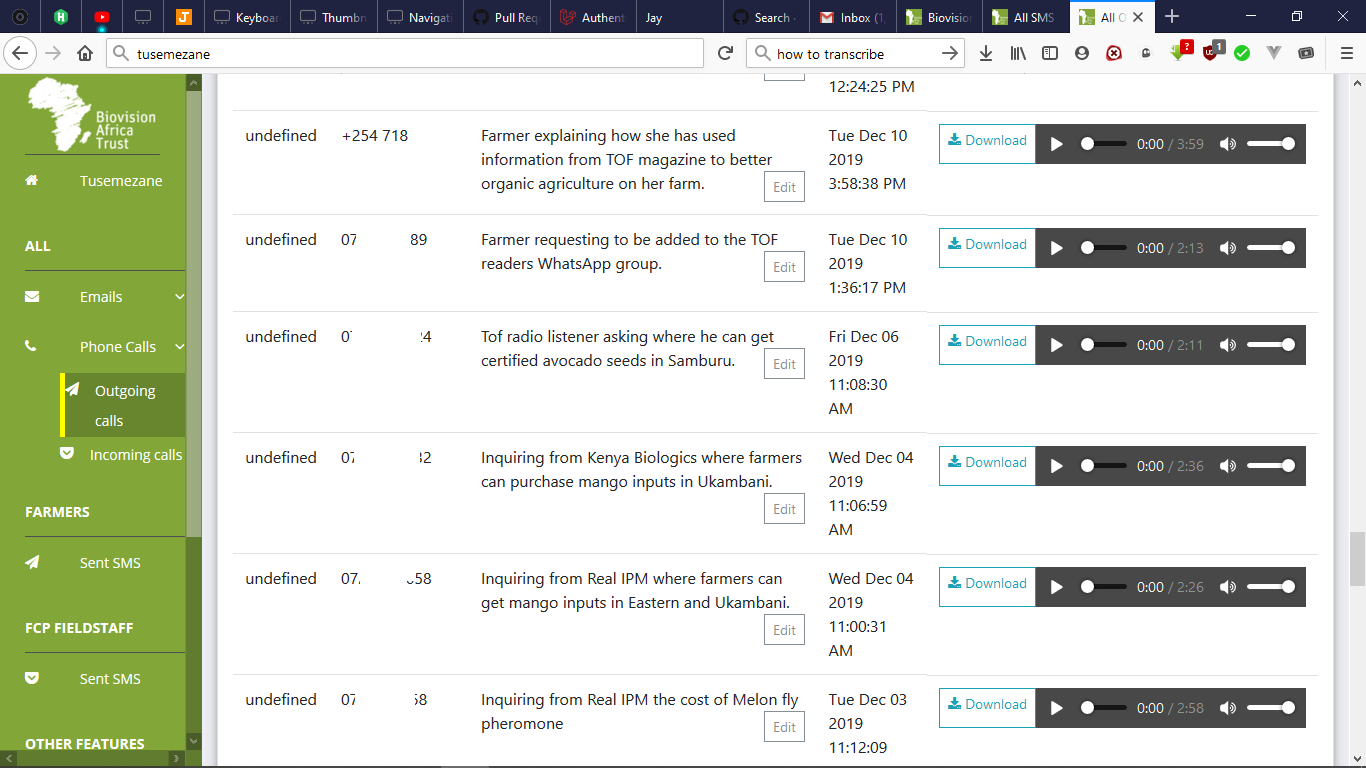 Keyboar
Thumbn
Navigati
Pull Req
Authent
Jay
Search
Inbox (1,
Biovision
All SMS
All O
tusemezane
how to transcribe
?
1
Biovision
Africa
Trust
Tusemezane
ALL
Emails
Phone Calls
Outgoing
calls
Incoming calls
FARMERS
Sent SMS
FCP FIELDSTAFF
Sent SMS
OTHER FEATURES
12:24:25 PM
undefined +254 718 Farmer explaining how she has used Tue Dec 10 Download 0:00 / 3:59
information from TOF magazine to better 2019
organic agriculture on her farm. Edit 3:58:38 PM
undefined 07 89 Farmer requesting to be added to the TOF Tue Dec 10 Download 0:00 / 2:13
readers WhatsApp group. Edit 2019
1:36:17 PM
undefined 07 24 Tof radio listener asking where he can get Fri Dec 06 Download 0:00 / 2:11
certified avocado seeds in Samburu. Edit 2019
11:08:30
AM
undefined 07 32 Inquiring from Kenya Biologics where farmers Wed Dec 04 Download 0:00 / 2:36
can purchase mango inputs in Ukambani. 2019
Edit 11:06:59
AM
undefined 07 58 Inquiring from Real IPM where farmers can Wed Dec 04 Download 0:00 / 2:26
get mango inputs in Eastern and Ukambani. 2019
Edit 11:00:31
AM
undefined 07 58 Inquiring from Real IPM the cost of Melon fly Tue Dec 03 Download 0:00 / 2:58
pheromone Edit 2019
11:12:09